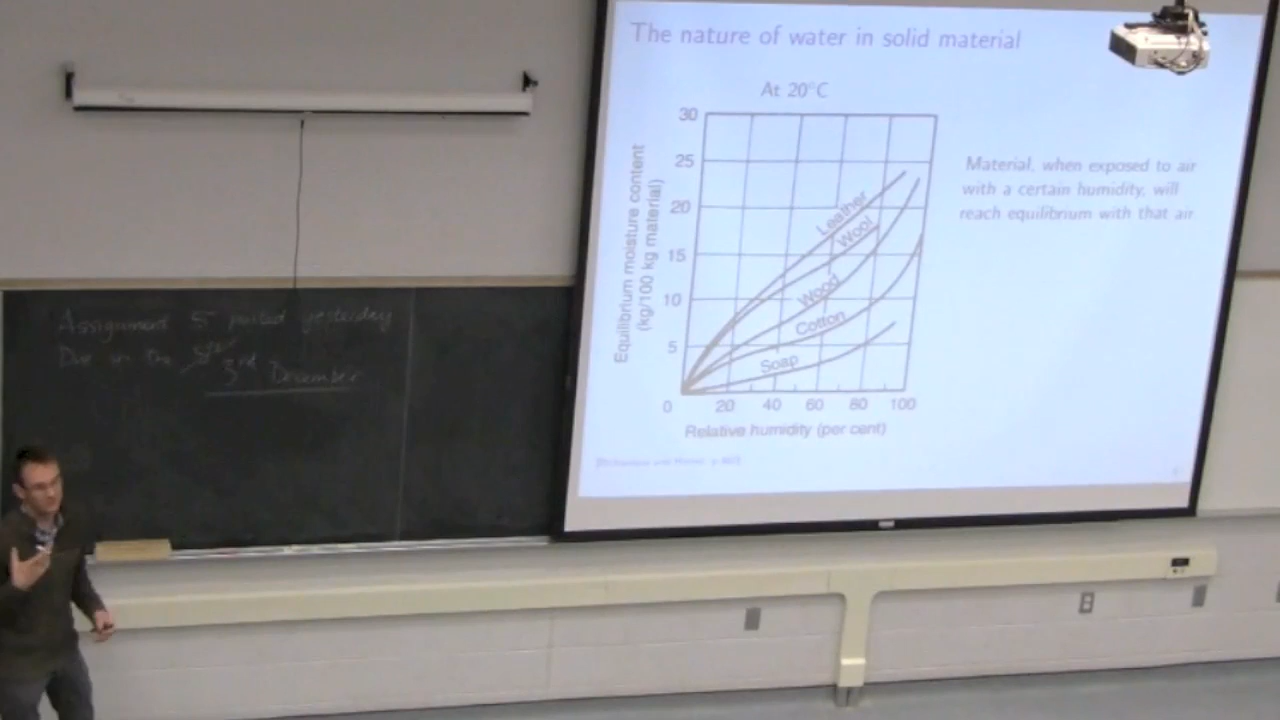 Assignment 5 posted yesterday
Due in the
3rd December
The nature of water in solid material
At 20°C
Equilibrium moisture content
(kg/100 kg material)
30
25
20
15
10
5
0
20 40 60 80 100
Relative humidity (per cent)
Leather
Wool
Wood
Cotton
Soap
Material, when exposed to air
with a certain humidity, will
reach equilibrium with that air